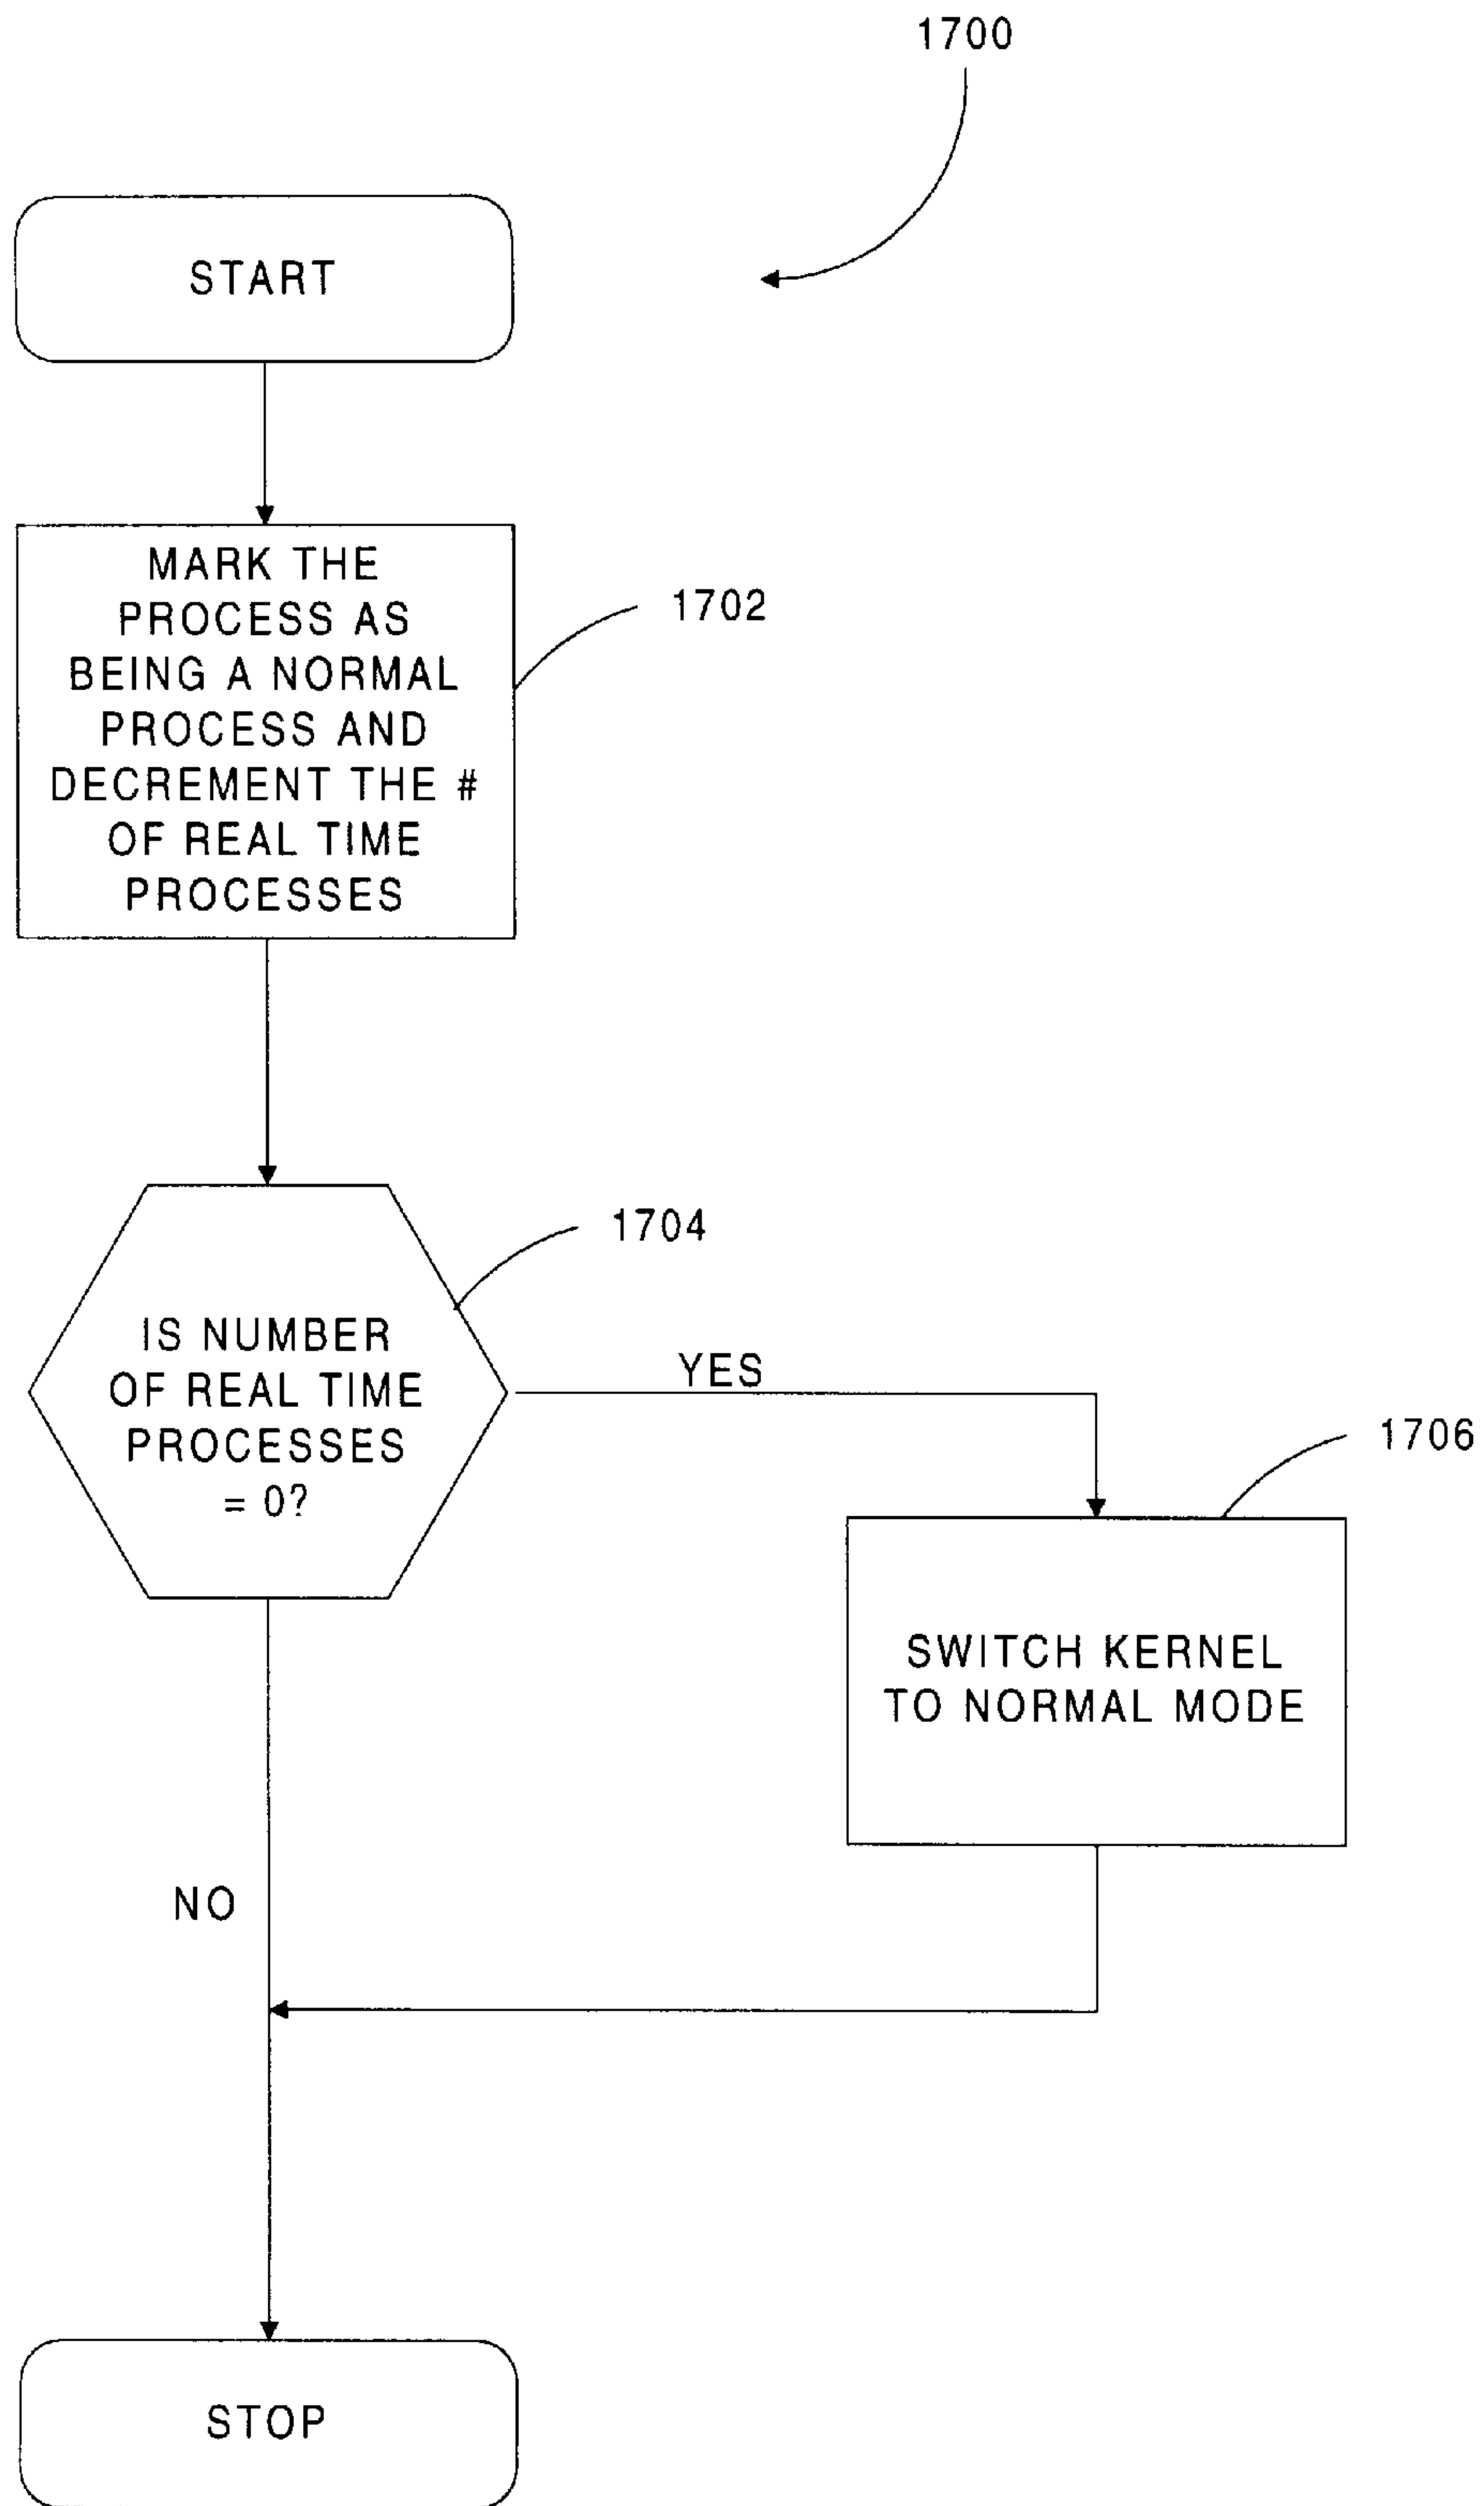 1700
START
MARK THE
PROCESS AS
BEING A NORMAL
PROCESS AND
DECREMENT THE #
OF REAL TIME
PROCESSES
1702
1704
IS NUMBER
OF REAL TIME
PROCESSES
= 0?
YES
1706
SWITCH KERNEL
TO NORMAL MODE
NO
STOP